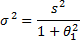 σ² = s² / (1 + θ₁²)